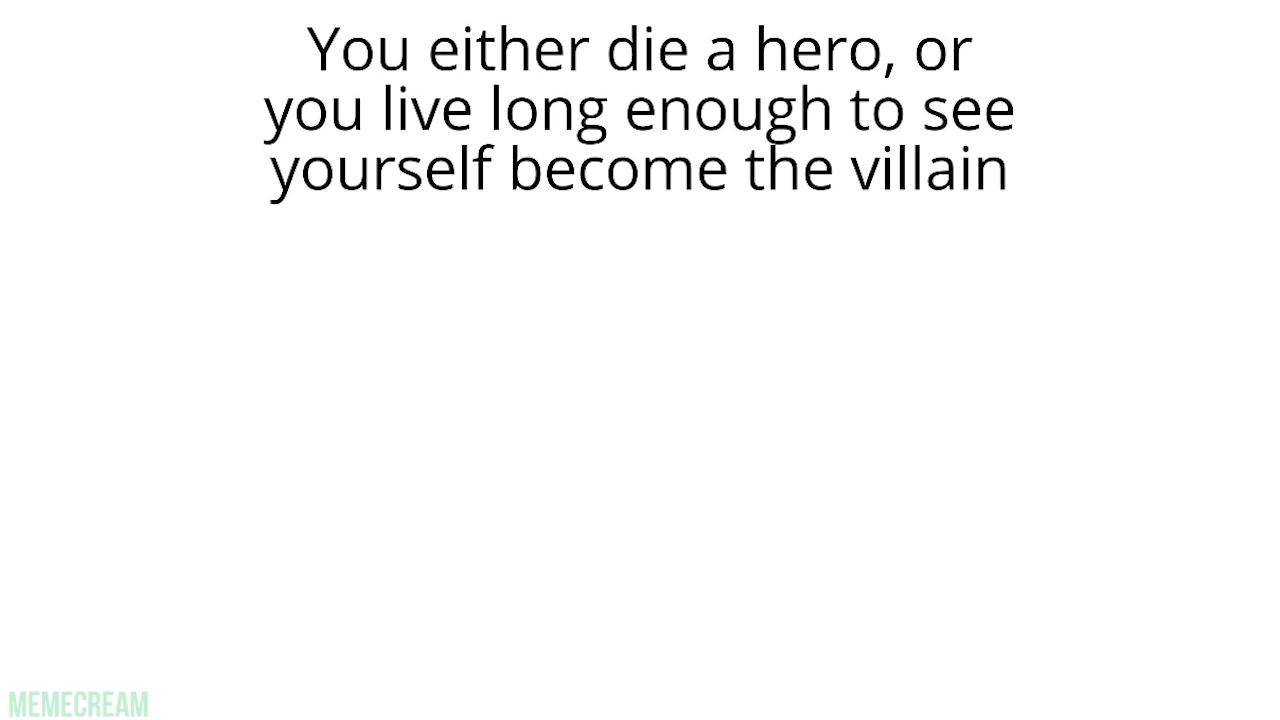 You either die a hero, or
you live long enough to see
yourself become the villain
MEMECREAM